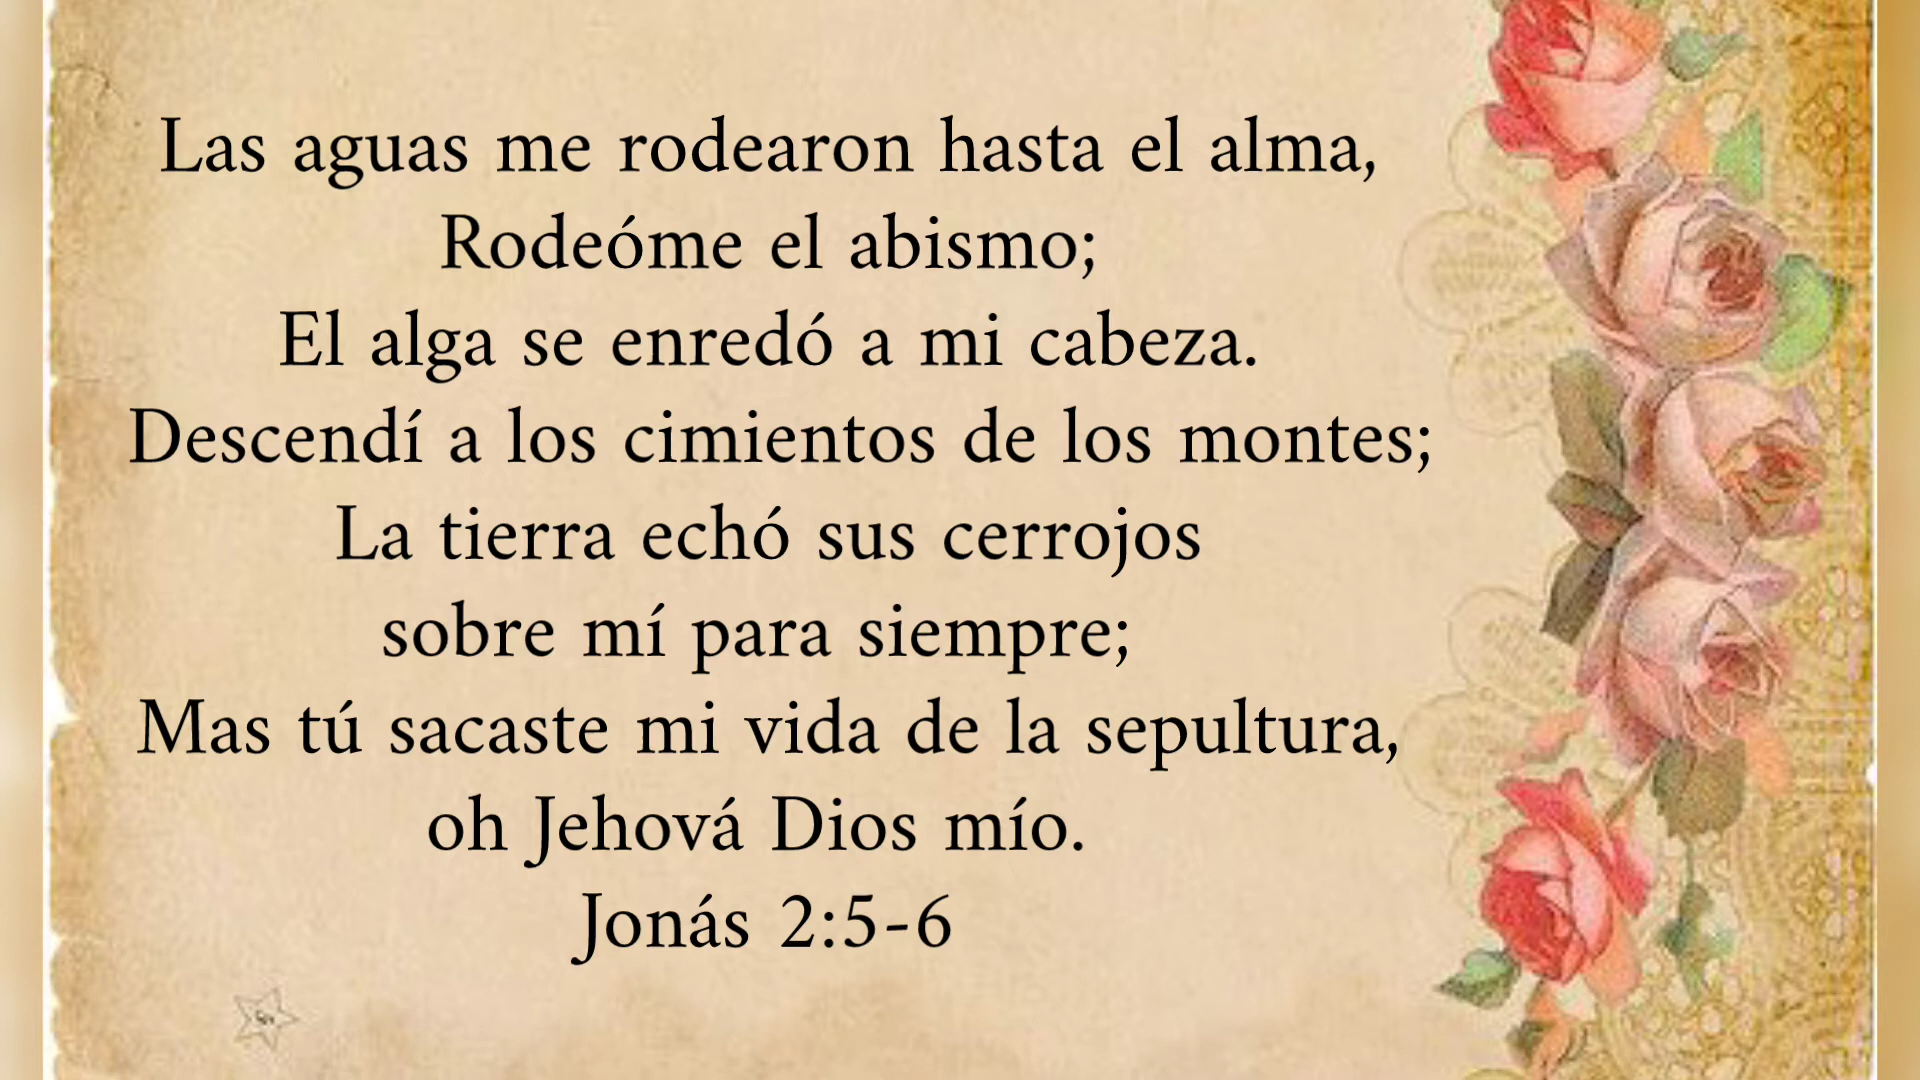 Las aguas me rodearon hasta el alma,
Rodeóme el abismo;
El alga se enredó a mi cabeza.
Descendí a los cimientos de los montes;
La tierra echó sus cerrojos
sobre mí para siempre;
Mas tú sacaste mi vida de la sepultura,
oh Jehová Dios mío.
Jonás 2:5-6